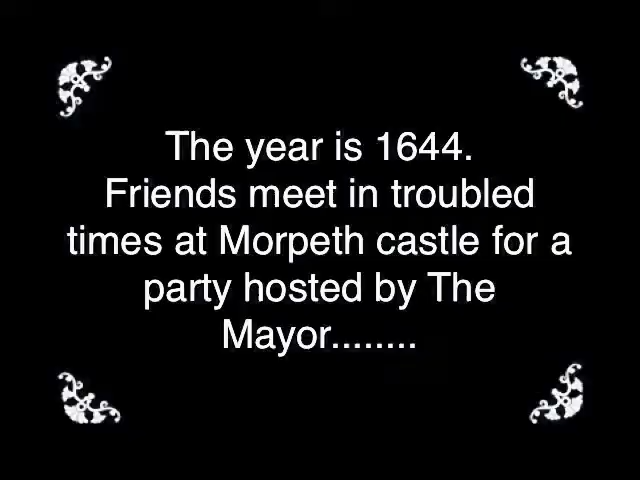 The year is 1644.
Friends meet in troubled
times at Morpeth castle for a
party hosted by The
Mayor........